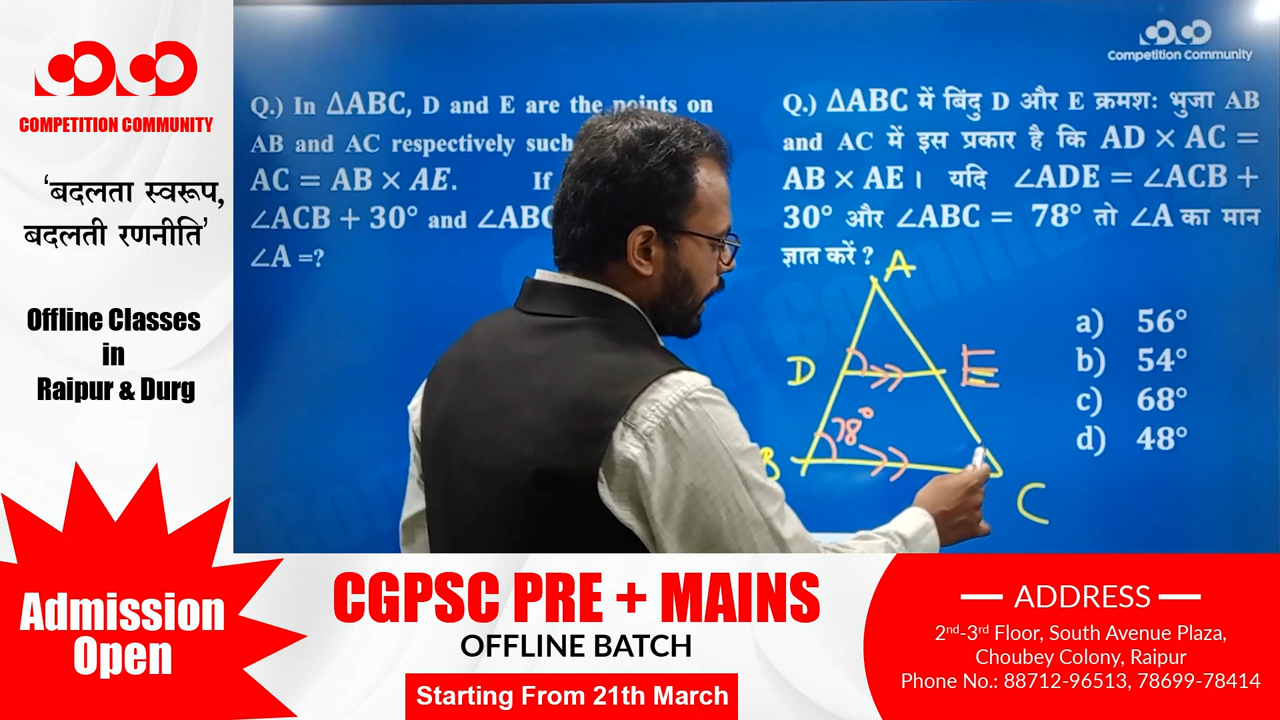 COMPETITION COMMUNITY
‘बदलता स्वरूप,
बदलती रणनीति’
Offline Classes
in
Raipur & Durg
Admission
Open
Competition Community
Q.) In ΔABC, D and E are the points on
AB and AC respectively such
AC = AB × AE. If
∠ACB + 30° and ∠ABC
∠A =?
Q.) ΔABC में बिंदु D और E क्रमशः भुजा AB
and AC में इस प्रकार है कि AD × AC =
AB × AE। यदि ∠ADE = ∠ACB +
30° और ∠ABC = 78° तो ∠A का मान
ज्ञात करें ?
a) 56°
b) 54°
c) 68°
d) 48°
A
D
E
78°
B
C
CGPSC PRE + MAINS
OFFLINE BATCH
Starting From 21th March
ADDRESS
2nd-3rd Floor, South Avenue Plaza,
Choubey Colony, Raipur
Phone No.: 88712-96513, 78699-78414